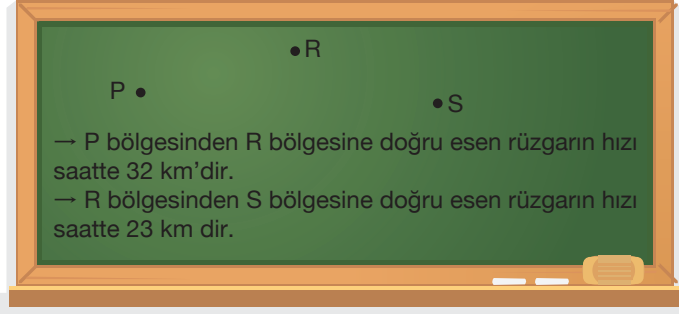 R
P
S
→ P bölgesinden R bölgesine doğru esen rüzgarın hızı
saatte 32 km’dir.
→ R bölgesinden S bölgesine doğru esen rüzgarın hızı
saatte 23 km dir.